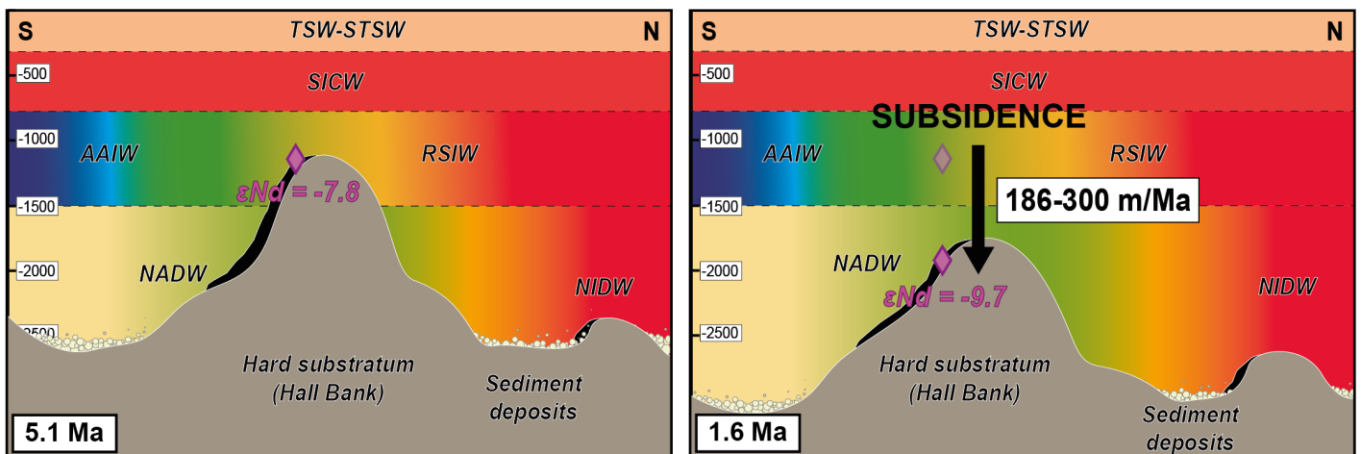 S
TSW-STSW
N
-500
SICW
-1000
AAIW
RSIW
εNd = -7.8
-1500
NADW
-2000
NIDW
-2500
Hard substratum
(Hall Bank)
Sediment
deposits
5.1 Ma
S
TSW-STSW
N
-500
SICW
SUBSIDENCE
-1000
AAIW
RSIW
186-300 m/Ma
-1500
NADW
-2000
εNd = -9.7
NIDW
-2500
Hard substratum
(Hall Bank)
Sediment
deposits
1.6 Ma